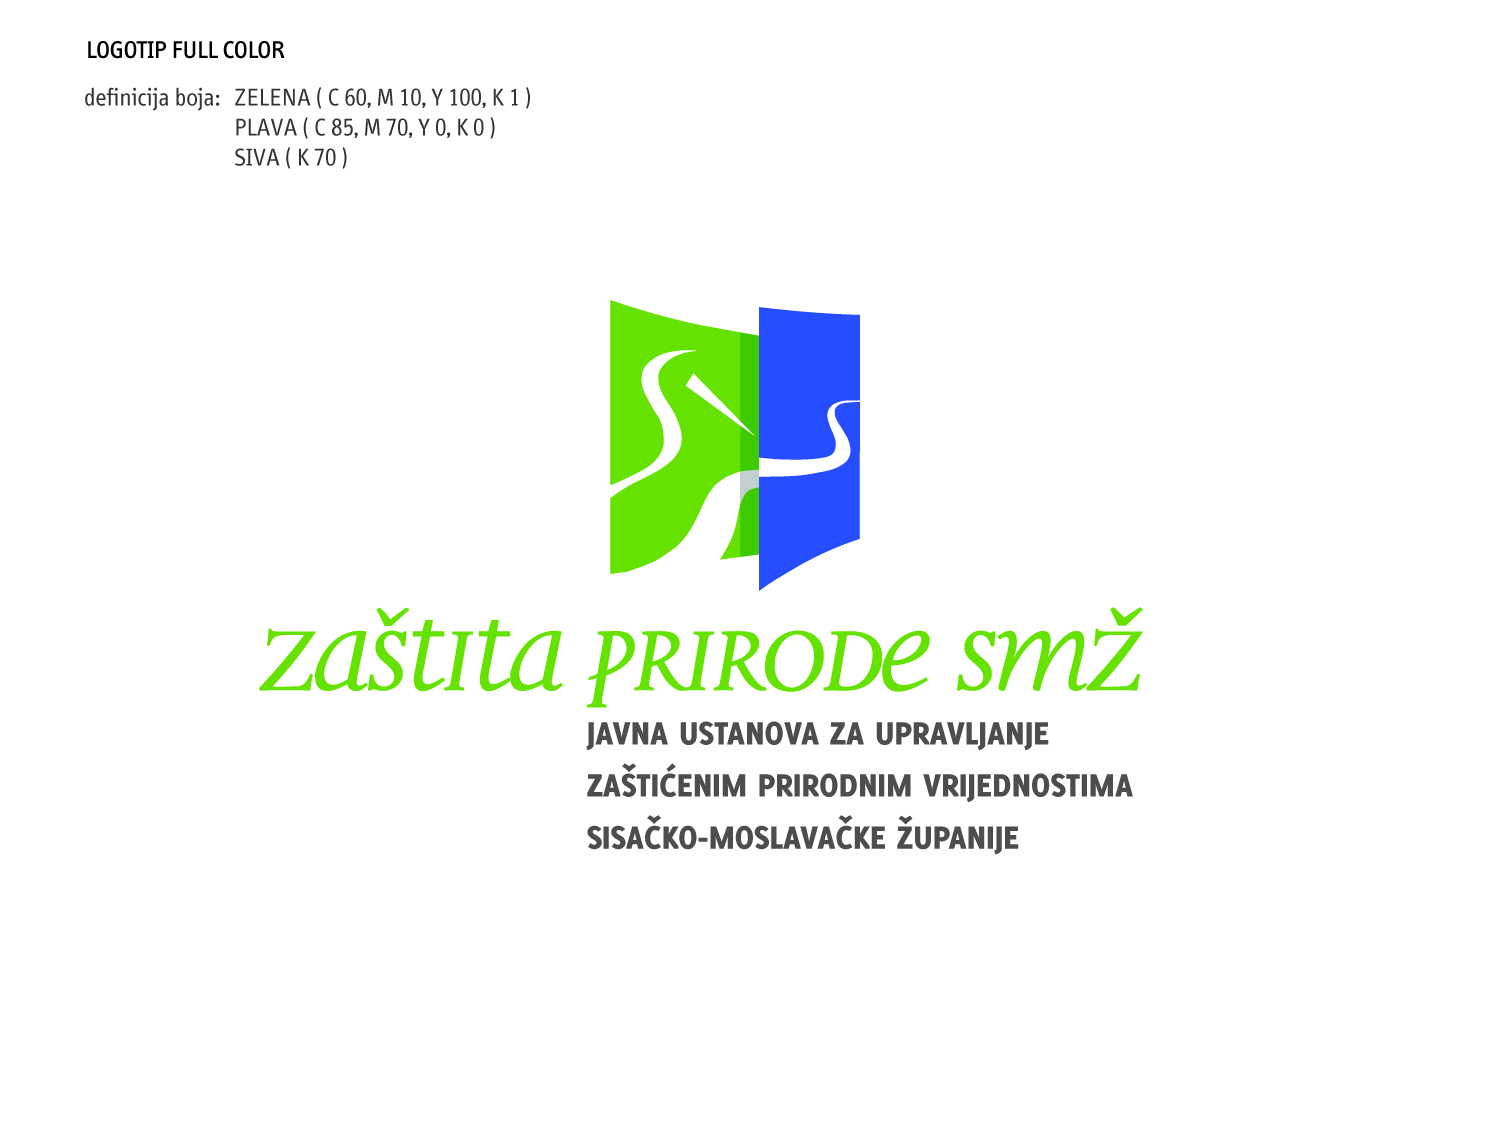 LOGOTIP FULL COLOR
definicija boja: ZELENA ( C 60, M 10, Y 100, K 1 )
PLAVA ( C 85, M 70, Y 0, K 0 )
SIVA ( K 70 )
zaštita prirode smž
JAVNA USTANOVA ZA UPRAVLJANJE
ZAŠTIĆENIM PRIRODNIM VRIJEDNOSTIMA
SISAČKO-MOSLAVAČKE ŽUPANIJE